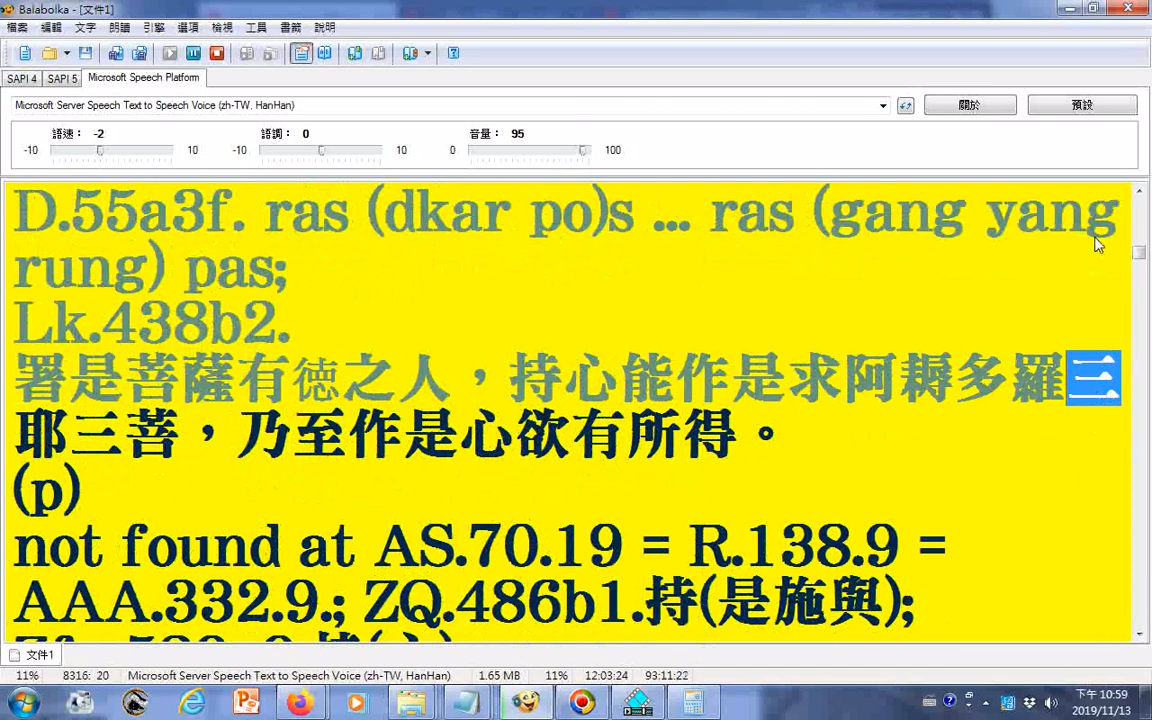 Balabolka - [文件1]
檔案 編輯 文字 朗讀 引擎 選項 檢視 工具 書籤 說明
SAPI 4 SAPI 5 Microsoft Speech Platform
Microsoft Server Speech Text to Speech Voice (zh-TW, HanHan) 關於 預設
語速： -2 語調： 0 音量： 95
-10 10 -10 10 0 100
D.55a3f. ras (dkar po)s ... ras (gang yang
rung) pas;
Lk.438b2.
署是菩薩有德之人，持心能作是求阿耨多羅三
耶三菩，乃至作是心欲有所得。
(p)
not found at AS.70.19 = R.138.9 =
AAA.332.9.; ZQ.486b1.持(是施與);
文件1
11% 8316: 20 Microsoft Server Speech Text to Speech Voice (zh-TW, HanHan) 1.65 MB 11% 12:03:24 93:11:22
下午 10:59
2019/11/13